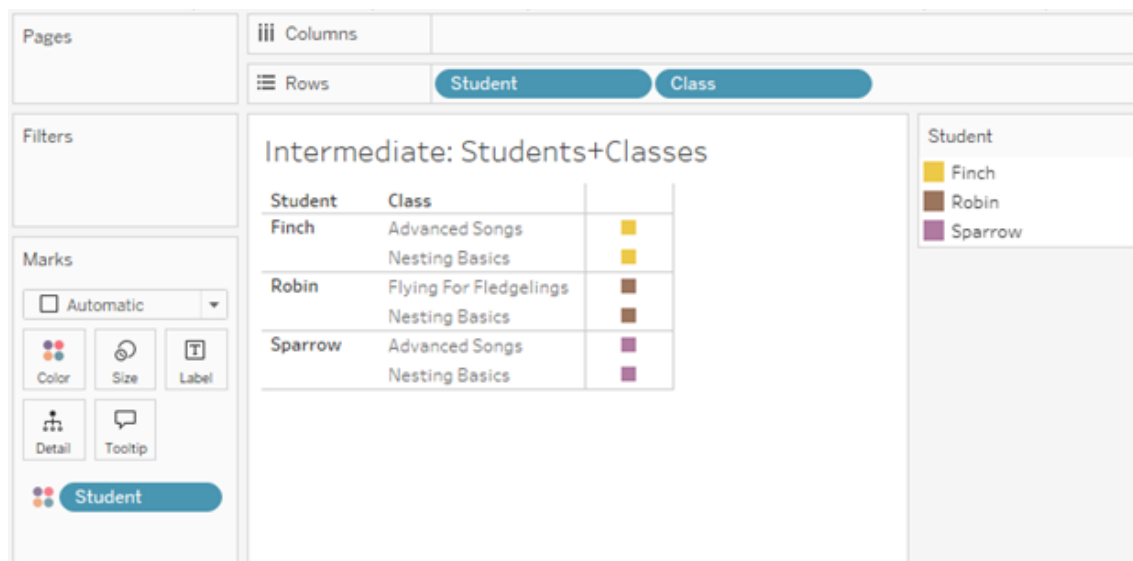 Pages
Columns
Rows Student Class
Filters
Intermediate: Students+Classes
Student Class
Finch Advanced Songs
Nesting Basics
Robin Flying For Fledgelings
Nesting Basics
Sparrow Advanced Songs
Nesting Basics
Student
Finch
Robin
Sparrow
Marks
Automatic
Color Size T Label
Detail Tooltip
Student